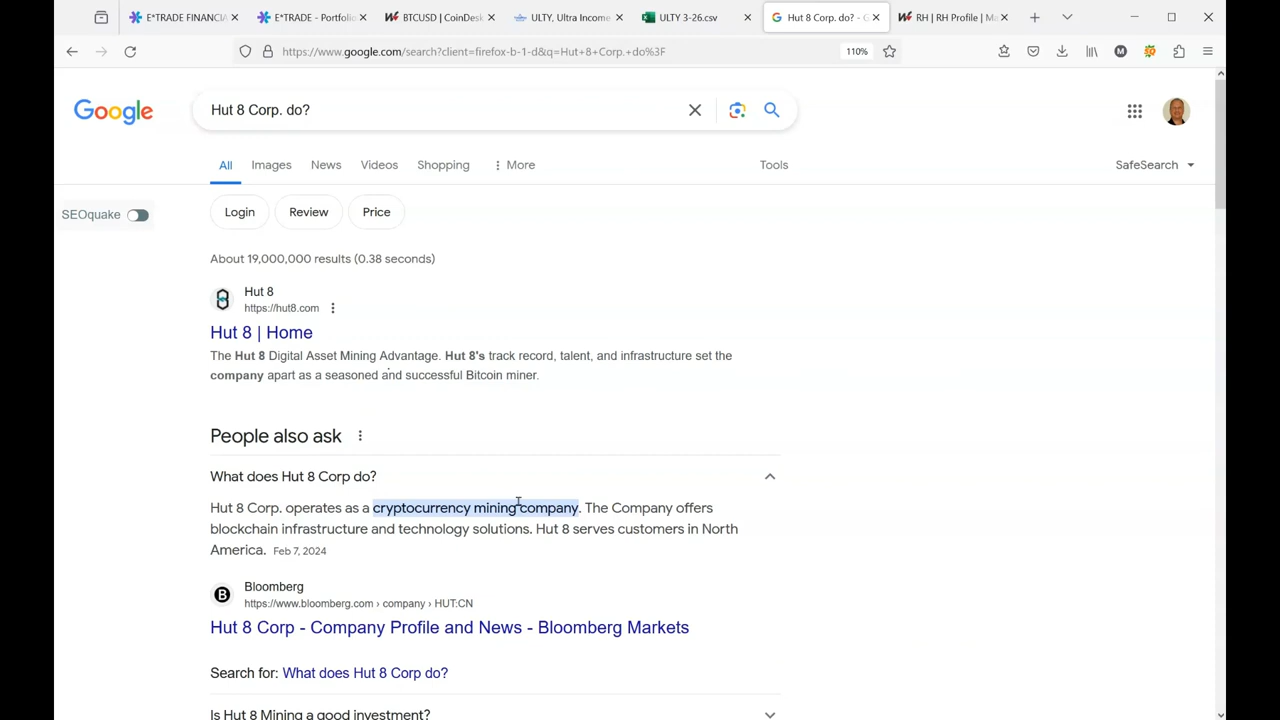 E*TRADE FINANCIA
E*TRADE - Portfolio
BTCUSD | CoinDesk
ULTY, Ultra Income
ULTY 3-26.csv
Hut 8 Corp. do? - G
RH | RH Profile | Ma
https://www.google.com/search?client=firefox-b-1-d&q=Hut+8+Corp.+do%3F
110%
M
SQ
Google
Hut 8 Corp. do?
All
Images
News
Videos
Shopping
More
Tools
SafeSearch
SEOquake
Login
Review
Price
About 19,000,000 results (0.38 seconds)
Hut 8
https://hut8.com
Hut 8 | Home
The Hut 8 Digital Asset Mining Advantage. Hut 8's track record, talent, and infrastructure set the
company apart as a seasoned and successful Bitcoin miner.
People also ask
What does Hut 8 Corp do?
Hut 8 Corp. operates as a cryptocurrency mining company. The Company offers
blockchain infrastructure and technology solutions. Hut 8 serves customers in North
America. Feb 7, 2024
B
Bloomberg
https://www.bloomberg.com › company › HUT:CN
Hut 8 Corp - Company Profile and News - Bloomberg Markets
Search for: What does Hut 8 Corp do?
Is Hut 8 Mining a good investment?